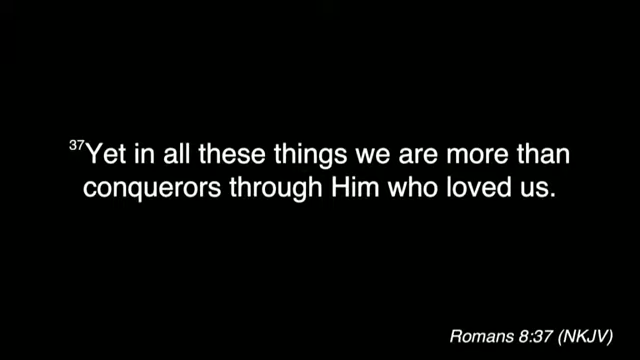 ³⁷Yet in all these things we are more than
conquerors through Him who loved us.
Romans 8:37 (NKJV)